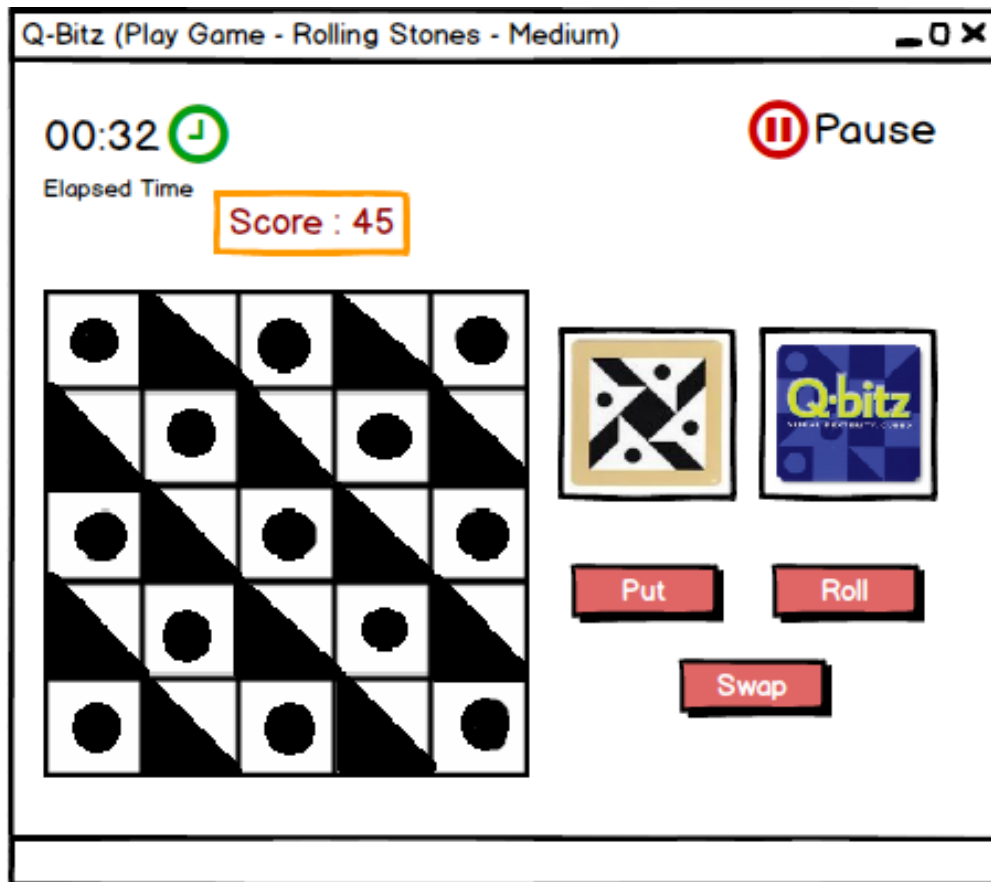 Q-Bitz (Play Game - Rolling Stones - Medium)
00:32
Pause
Elapsed Time
Score : 45
Q·bitz
Put
Roll
Swap